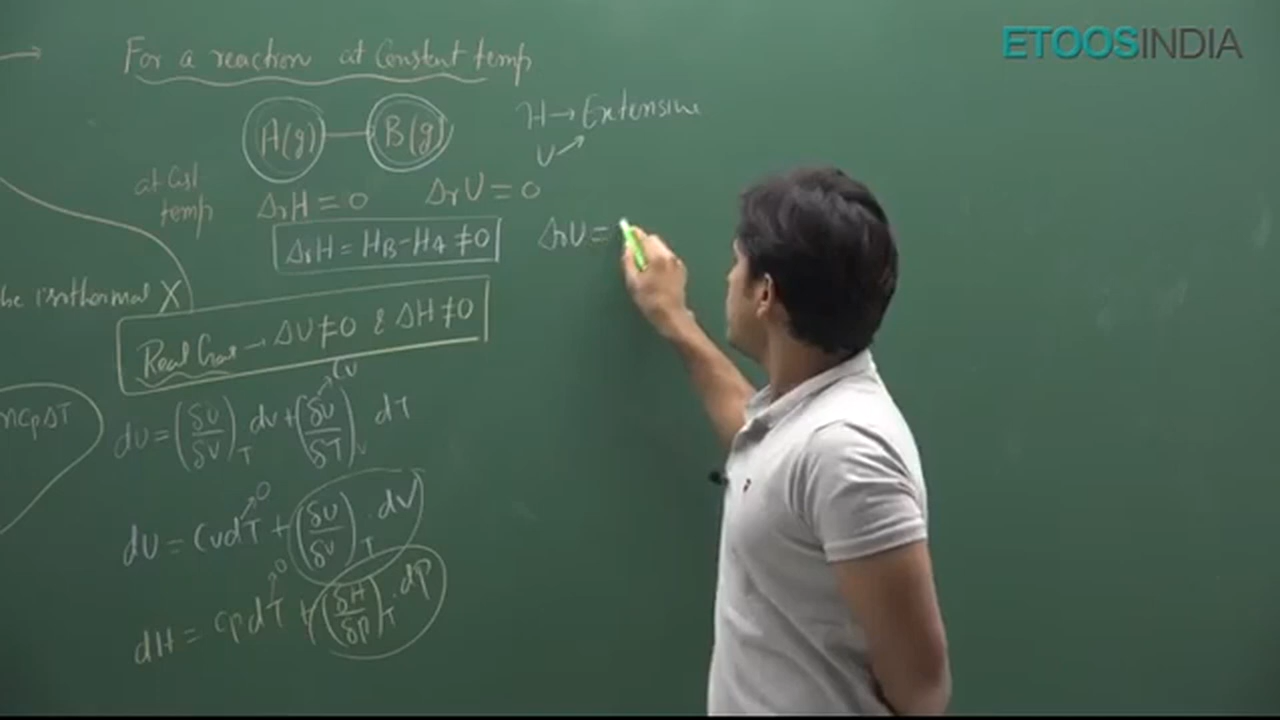 ETOOSINDIA
For a reaction at Constant temp
A(g) — B(g)
H → Extensive
U
at Cst temp
ΔrH = 0 ΔrU = 0
ΔrH = HB - HA ≠ 0
ΔrU =
be isothermal X
Real Gas → ΔU ≠ 0 & ΔH ≠ 0
nCpΔT
Cv
dU = (δU/δV)T dV + (δU/δT)V dT
0
dU = CvdT + (δU/δV)T . dV
0
dH = CpdT + (δH/δP)T . dP